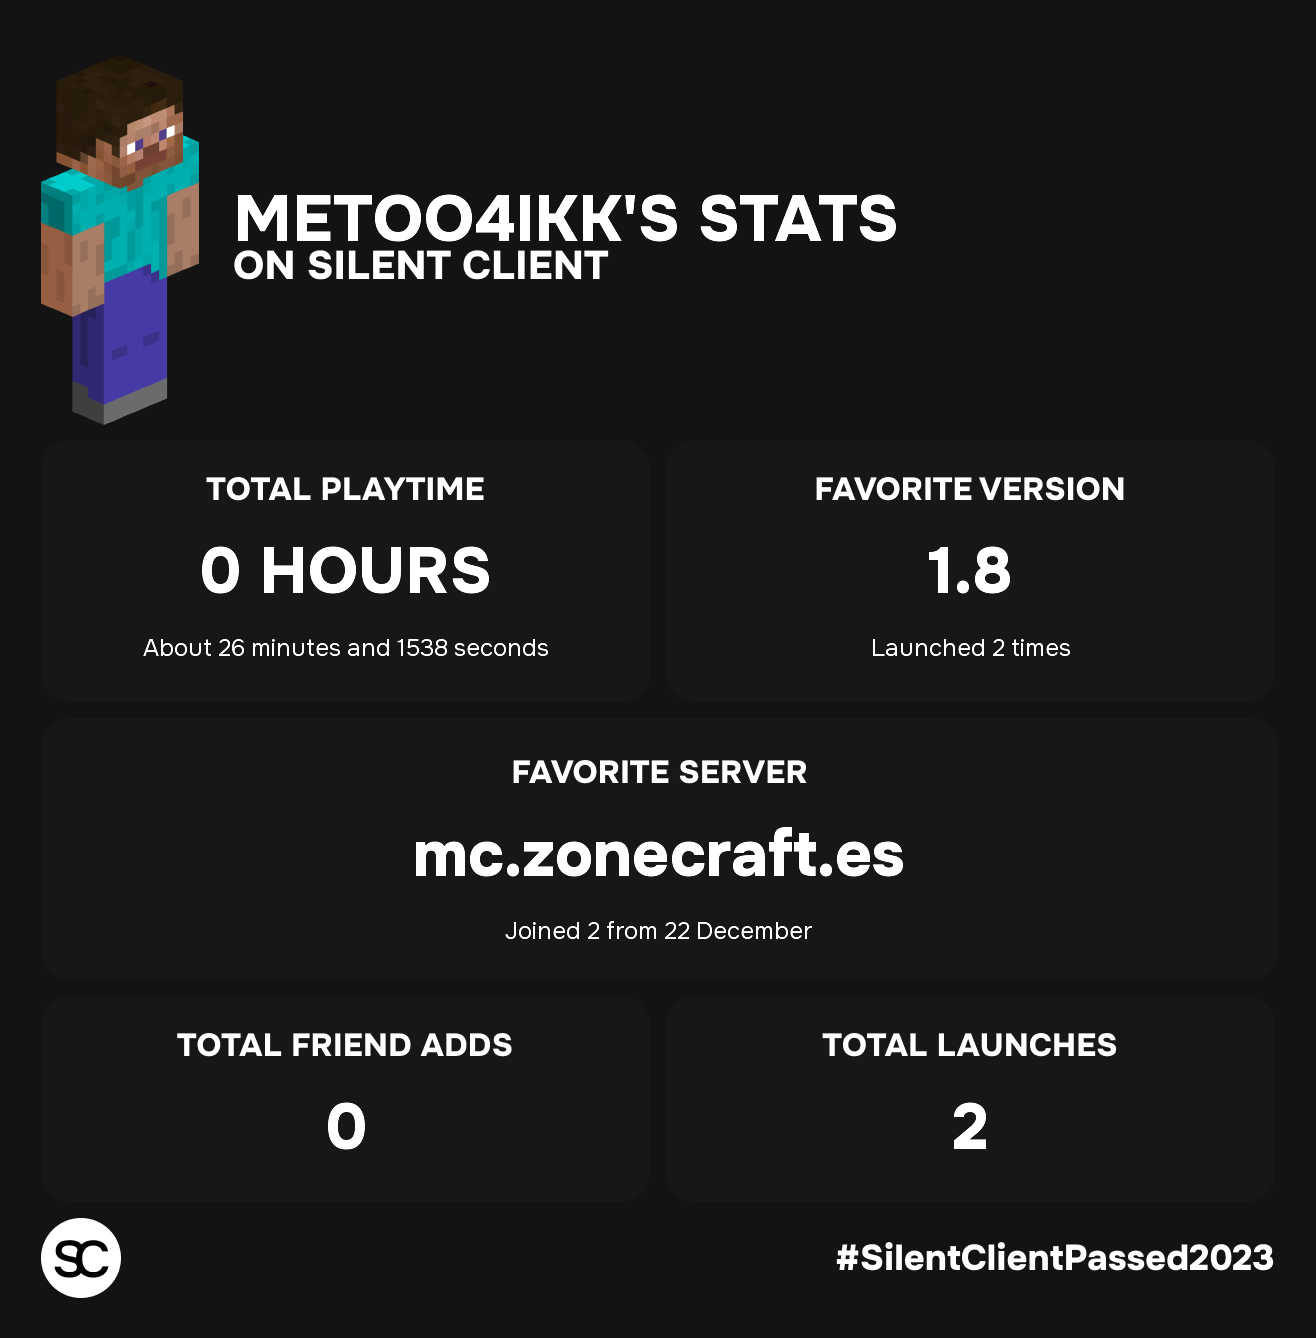 METOO4IKK'S STATS
ON SILENT CLIENT
TOTAL PLAYTIME
0 HOURS
About 26 minutes and 1538 seconds
FAVORITE VERSION
1.8
Launched 2 times
FAVORITE SERVER
mc.zonecraft.es
Joined 2 from 22 December
TOTAL FRIEND ADDS
0
TOTAL LAUNCHES
2
SC
#SilentClientPassed2023